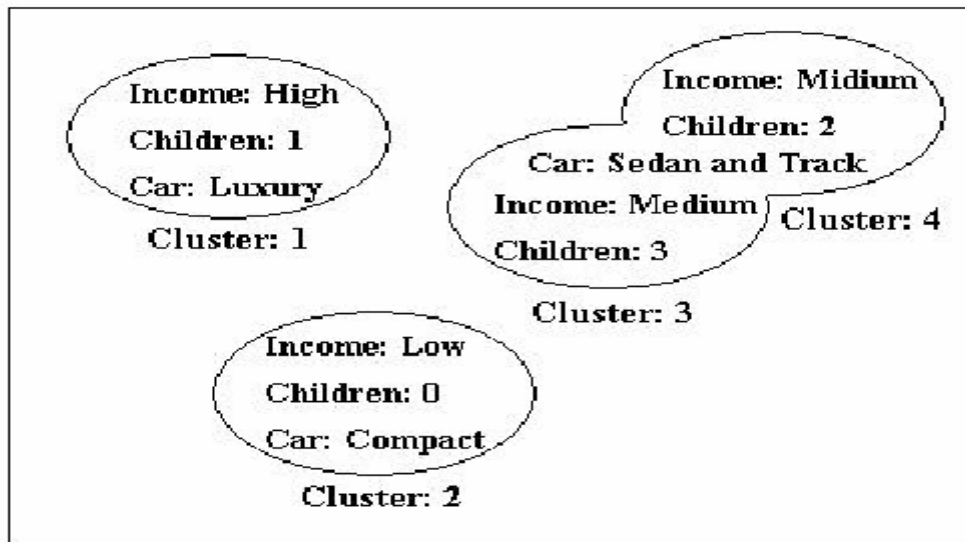 Income: High
Children: 1
Car: Luxury
Cluster: 1
Income: Midium
Children: 2
Car: Sedan and Track
Income: Medium
Children: 3
Cluster: 4
Cluster: 3
Income: Low
Children: 0
Car: Compact
Cluster: 2